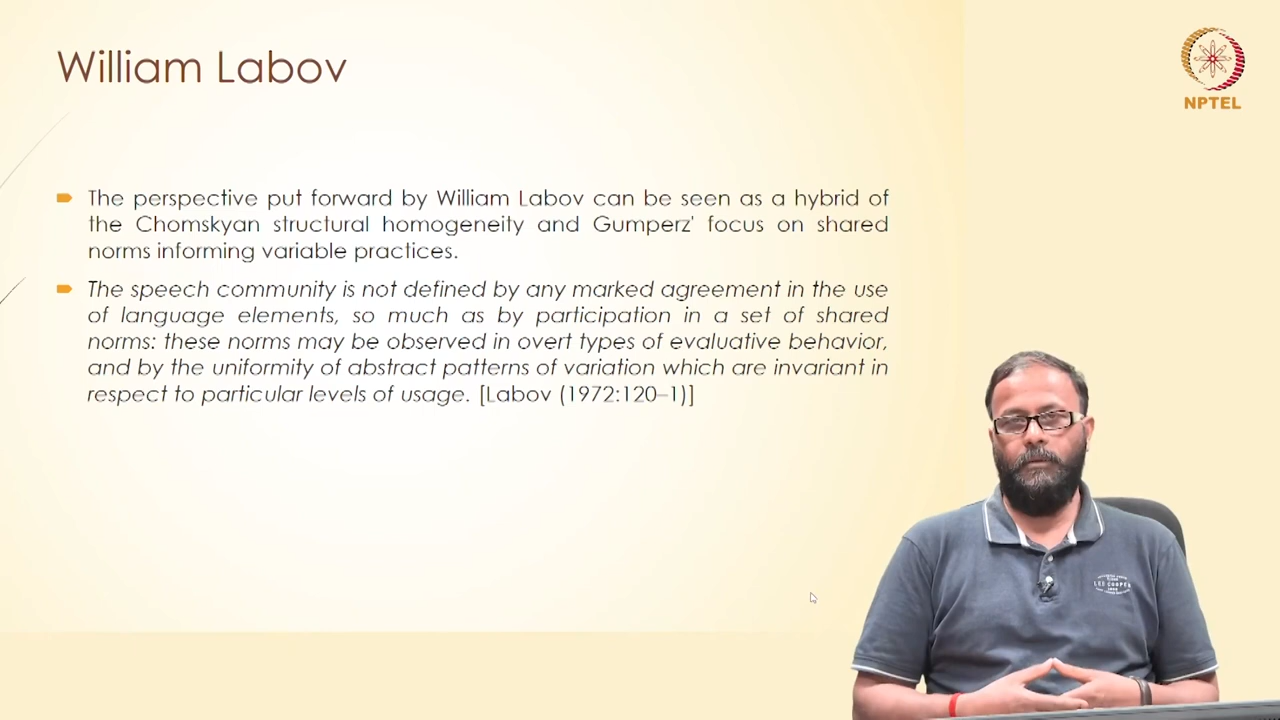 William Labov
NPTEL
The perspective put forward by William Labov can be seen as a hybrid of
the Chomskyan structural homogeneity and Gumperz' focus on shared
norms informing variable practices.
The speech community is not defined by any marked agreement in the use
of language elements, so much as by participation in a set of shared
norms: these norms may be observed in overt types of evaluative behavior,
and by the uniformity of abstract patterns of variation which are invariant in
respect to particular levels of usage. [Labov (1972:120–1)]
LEE COOPER